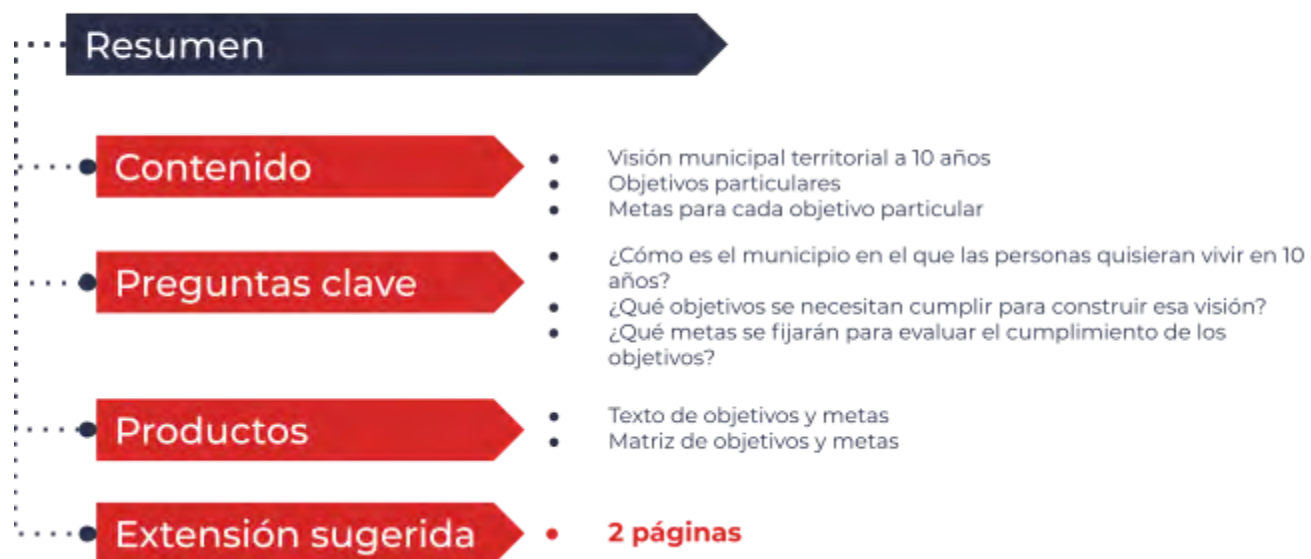 Resumen
Contenido
• Visión municipal territorial a 10 años
• Objetivos particulares
• Metas para cada objetivo particular
Preguntas clave
• ¿Cómo es el municipio en el que las personas quisieran vivir en 10
años?
• ¿Qué objetivos se necesitan cumplir para construir esa visión?
• ¿Qué metas se fijarán para evaluar el cumplimiento de los
objetivos?
Productos
• Texto de objetivos y metas
• Matriz de objetivos y metas
Extensión sugerida
• 2 páginas